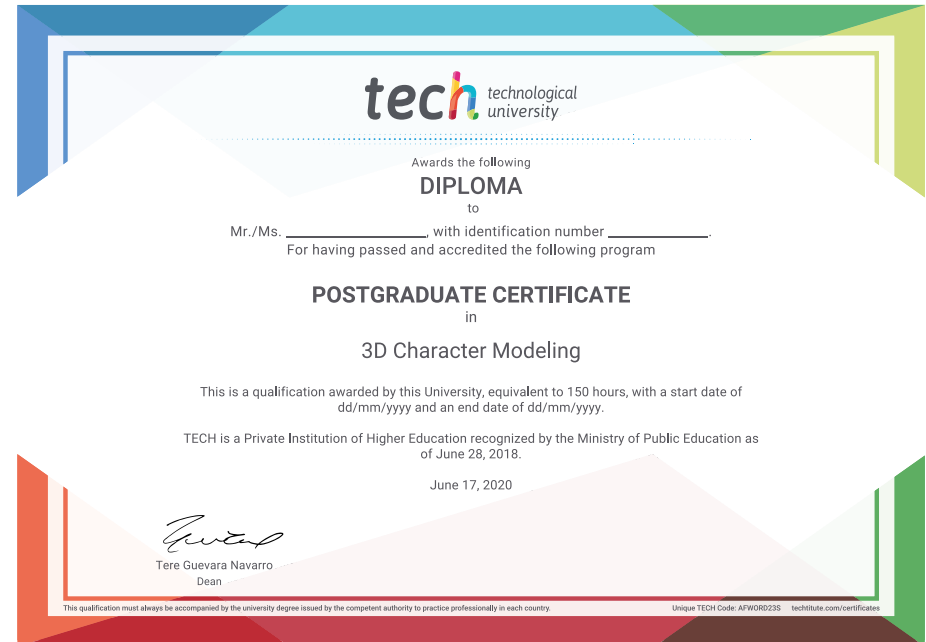 tech technological
university
Awards the following
DIPLOMA
to
Mr./Ms. ____________________, with identification number ______________.
For having passed and accredited the following program
POSTGRADUATE CERTIFICATE
in
3D Character Modeling
This is a qualification awarded by this University, equivalent to 150 hours, with a start date of
dd/mm/yyyy and an end date of dd/mm/yyyy.
TECH is a Private Institution of Higher Education recognized by the Ministry of Public Education as
of June 28, 2018.
June 17, 2020
Tere Guevara Navarro
Dean
This qualification must always be accompanied by the university degree issued by the competent authority to practice professionally in each country. Unique TECH Code: AFWORD23S techtitute.com/certificates